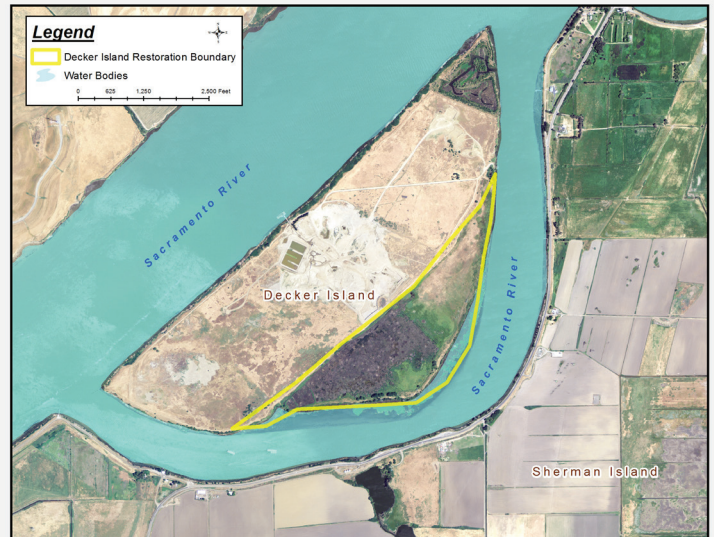 Legend
Decker Island Restoration Boundary
Water Bodies
0 625 1,250 2,500 Feet
Sacramento River
Decker Island
Sacramento River
Sherman Island